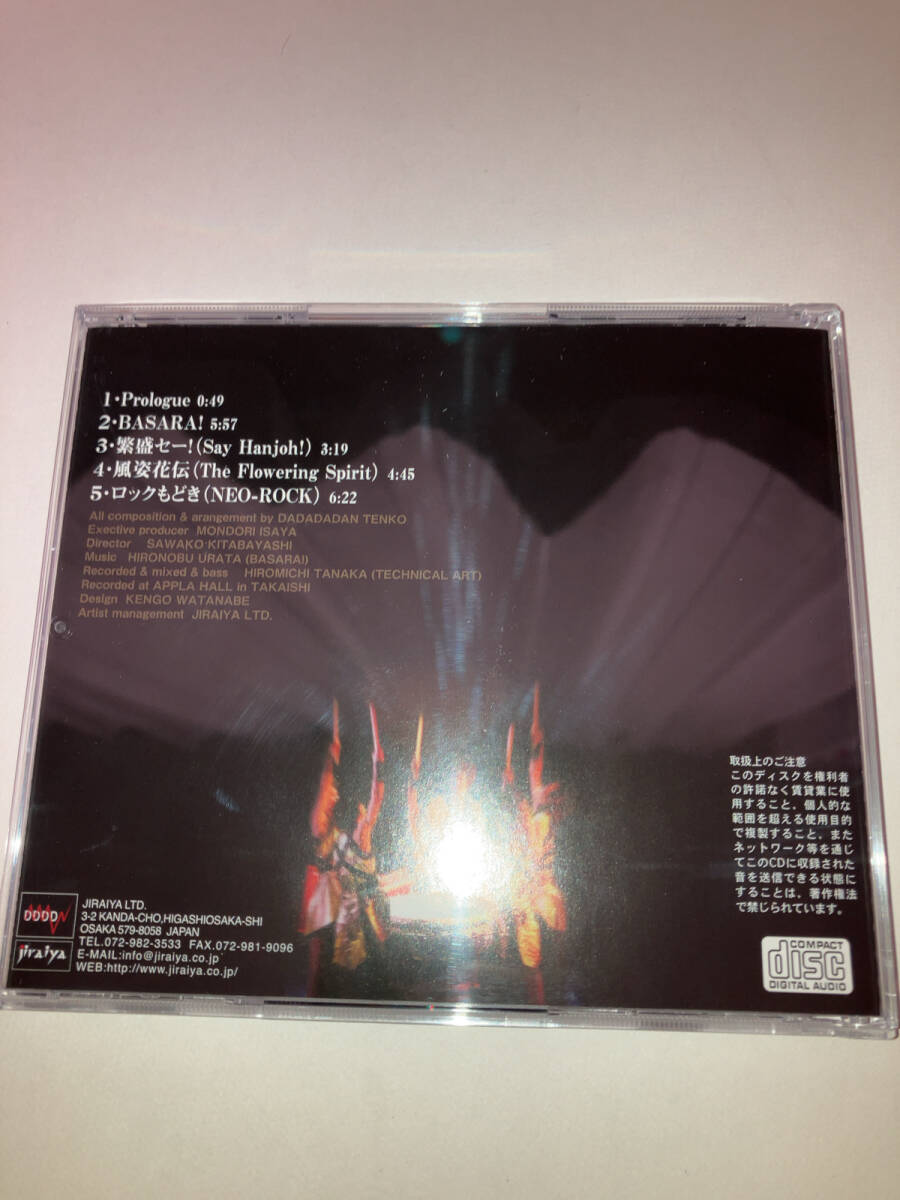 1・Prologue 0:49
2・BASARA! 5:57
3・繁盛セー!(Say Hanjoh!) 3:19
4・風姿花伝(The Flowering Spirit) 4:45
5・ロックもどき(NEO-ROCK) 6:22
All composition & arangement by DADADADAN TENKO
Exective producer MONDORI ISAYA
Director SAWAKO KITABAYASHI
Music HIRONOBU URATA (BASARA!)
Recorded & mixed & bass HIROMICHI TANAKA (TECHNICAL ART)
Recorded at APPLA HALL in TAKAISHI
Design KENGO WATANABE
Artist management JIRAIYA LTD.
取扱上のご注意
このディスクを権利者
の許諾なく賃貸業に使
用すること、個人的な
範囲を超える使用目的
で複製すること、また
ネットワーク等を通じ
てこのCDに収録された
音を送信できる状態に
することは、著作権法
で禁じられています。
DDDD
jiraiya
JIRAIYA LTD.
3-2 KANDA-CHO,HIGASHIOSAKA-SHI
OSAKA 579-8058 JAPAN
TEL.072-982-3533 FAX.072-981-9096
E-MAIL:info@jiraiya.co.jp
WEB:http://www.jiraiya.co.jp/
COMPACT
disc
DIGITAL AUDIO